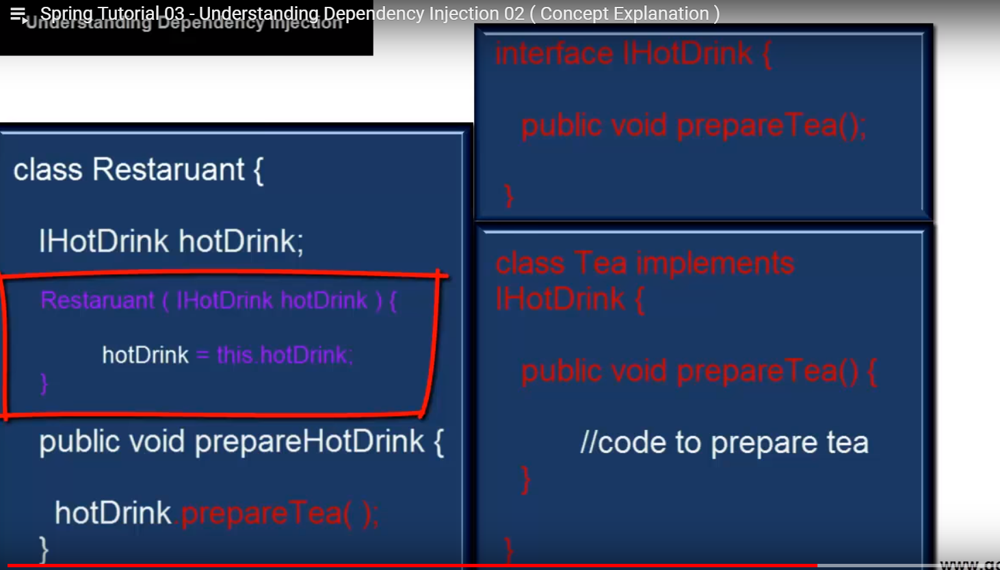 Spring Tutorial 03 - Understanding Dependency Injection 02 ( Concept Explanation )
Understanding Dependency Injection
class Restaruant {
IHotDrink hotDrink;
Restaruant ( IHotDrink hotDrink ) {
hotDrink = this.hotDrink;
}
public void prepareHotDrink {
hotDrink.prepareTea( );
}
interface IHotDrink {
public void prepareTea();
}
class Tea implements
IHotDrink {
public void prepareTea() {
//code to prepare tea
}
}